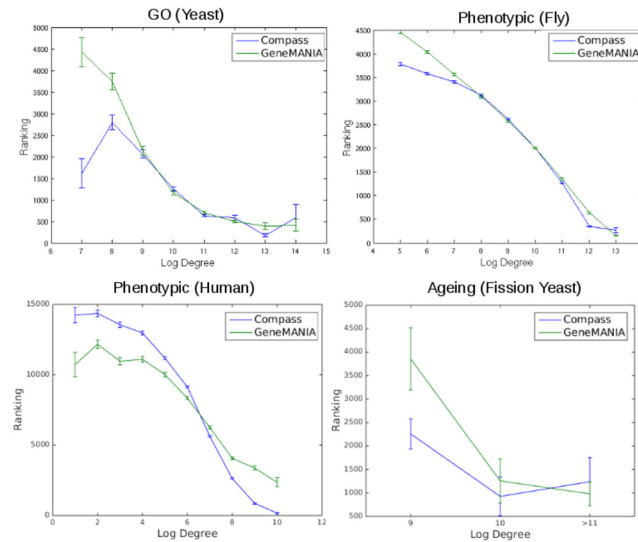 GO (Yeast)
5000
4500
4000
3500
3000
2500
2000
1500
1000
500
0
Ranking
6 7 8 9 10 11 12 13 14 15
Log Degree
Compass
GeneMANIA
Phenotypic (Fly)
4500
4000
3500
3000
2500
2000
1500
1000
500
0
Ranking
4 5 6 7 8 9 10 11 12 13
Log Degree
Compass
GeneMANIA
Phenotypic (Human)
15000
10000
5000
0
Ranking
0 2 4 6 8 10 12
Log Degree
Compass
GeneMANIA
Ageing (Fission Yeast)
5000
4500
4000
3500
3000
2500
2000
1500
1000
500
Ranking
9 10 >11
Log Degree
Compass
GeneMANIA